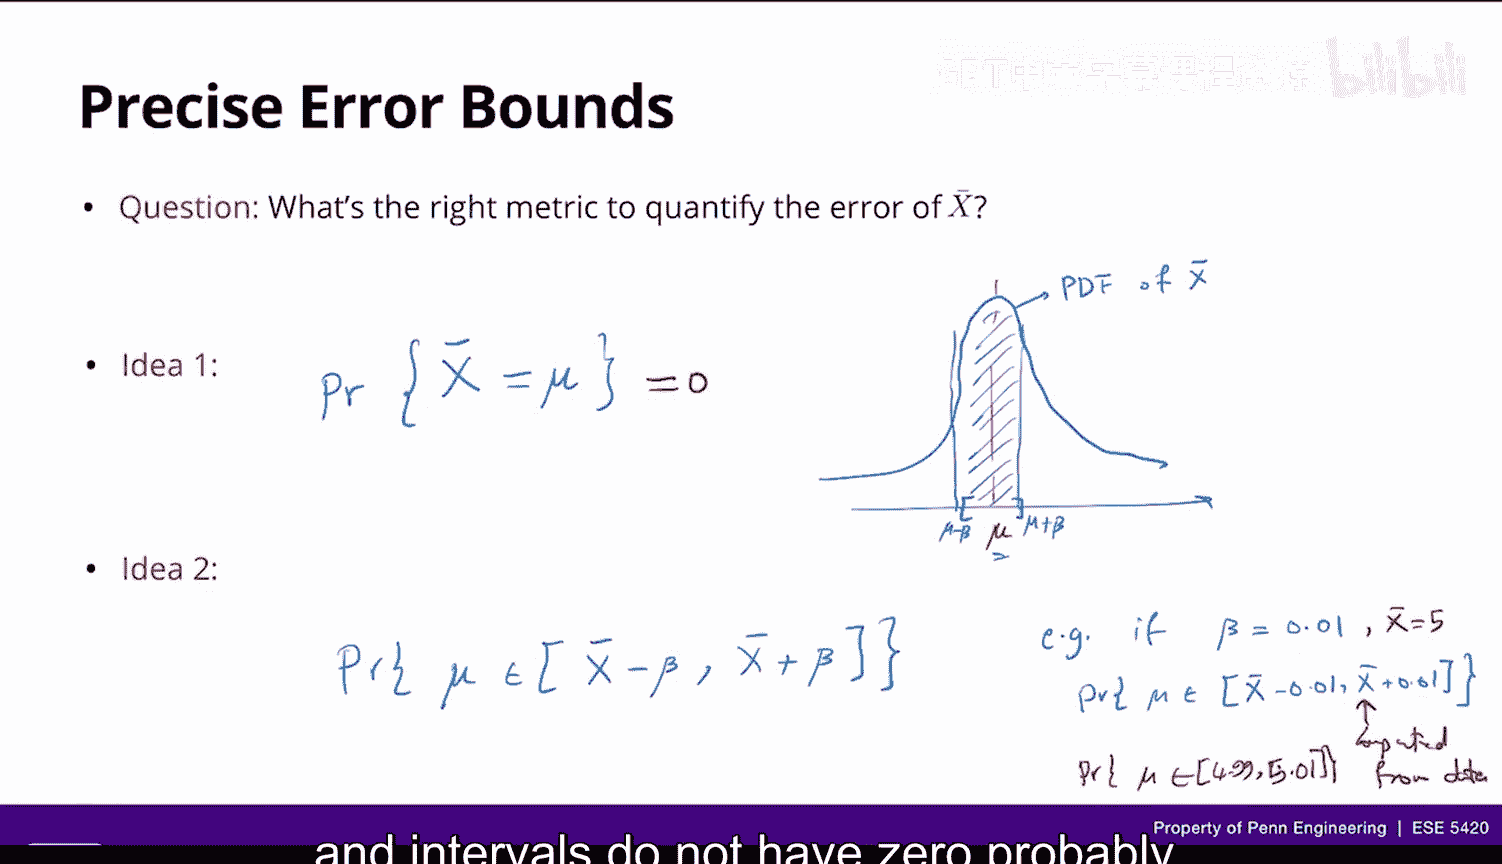 Precise Error Bounds
• Question: What's the right metric to quantify the error of X̄?
PDF of X̄
• Idea 1:
Pr { X̄ = μ } = 0
μ-β μ μ+β
• Idea 2:
Pr{ μ ∈ [ X̄ - β , X̄ + β ]}
e.g. if β = 0.01 , X̄=5
Pr{ μ ∈ [X̄ -0.01, X̄ +0.01]}
computed
from data
Pr{ μ ∈ [4.99, 5.01]}
Property of Penn Engineering | ESE 5420
and intervals do not have zero probably
bilibili